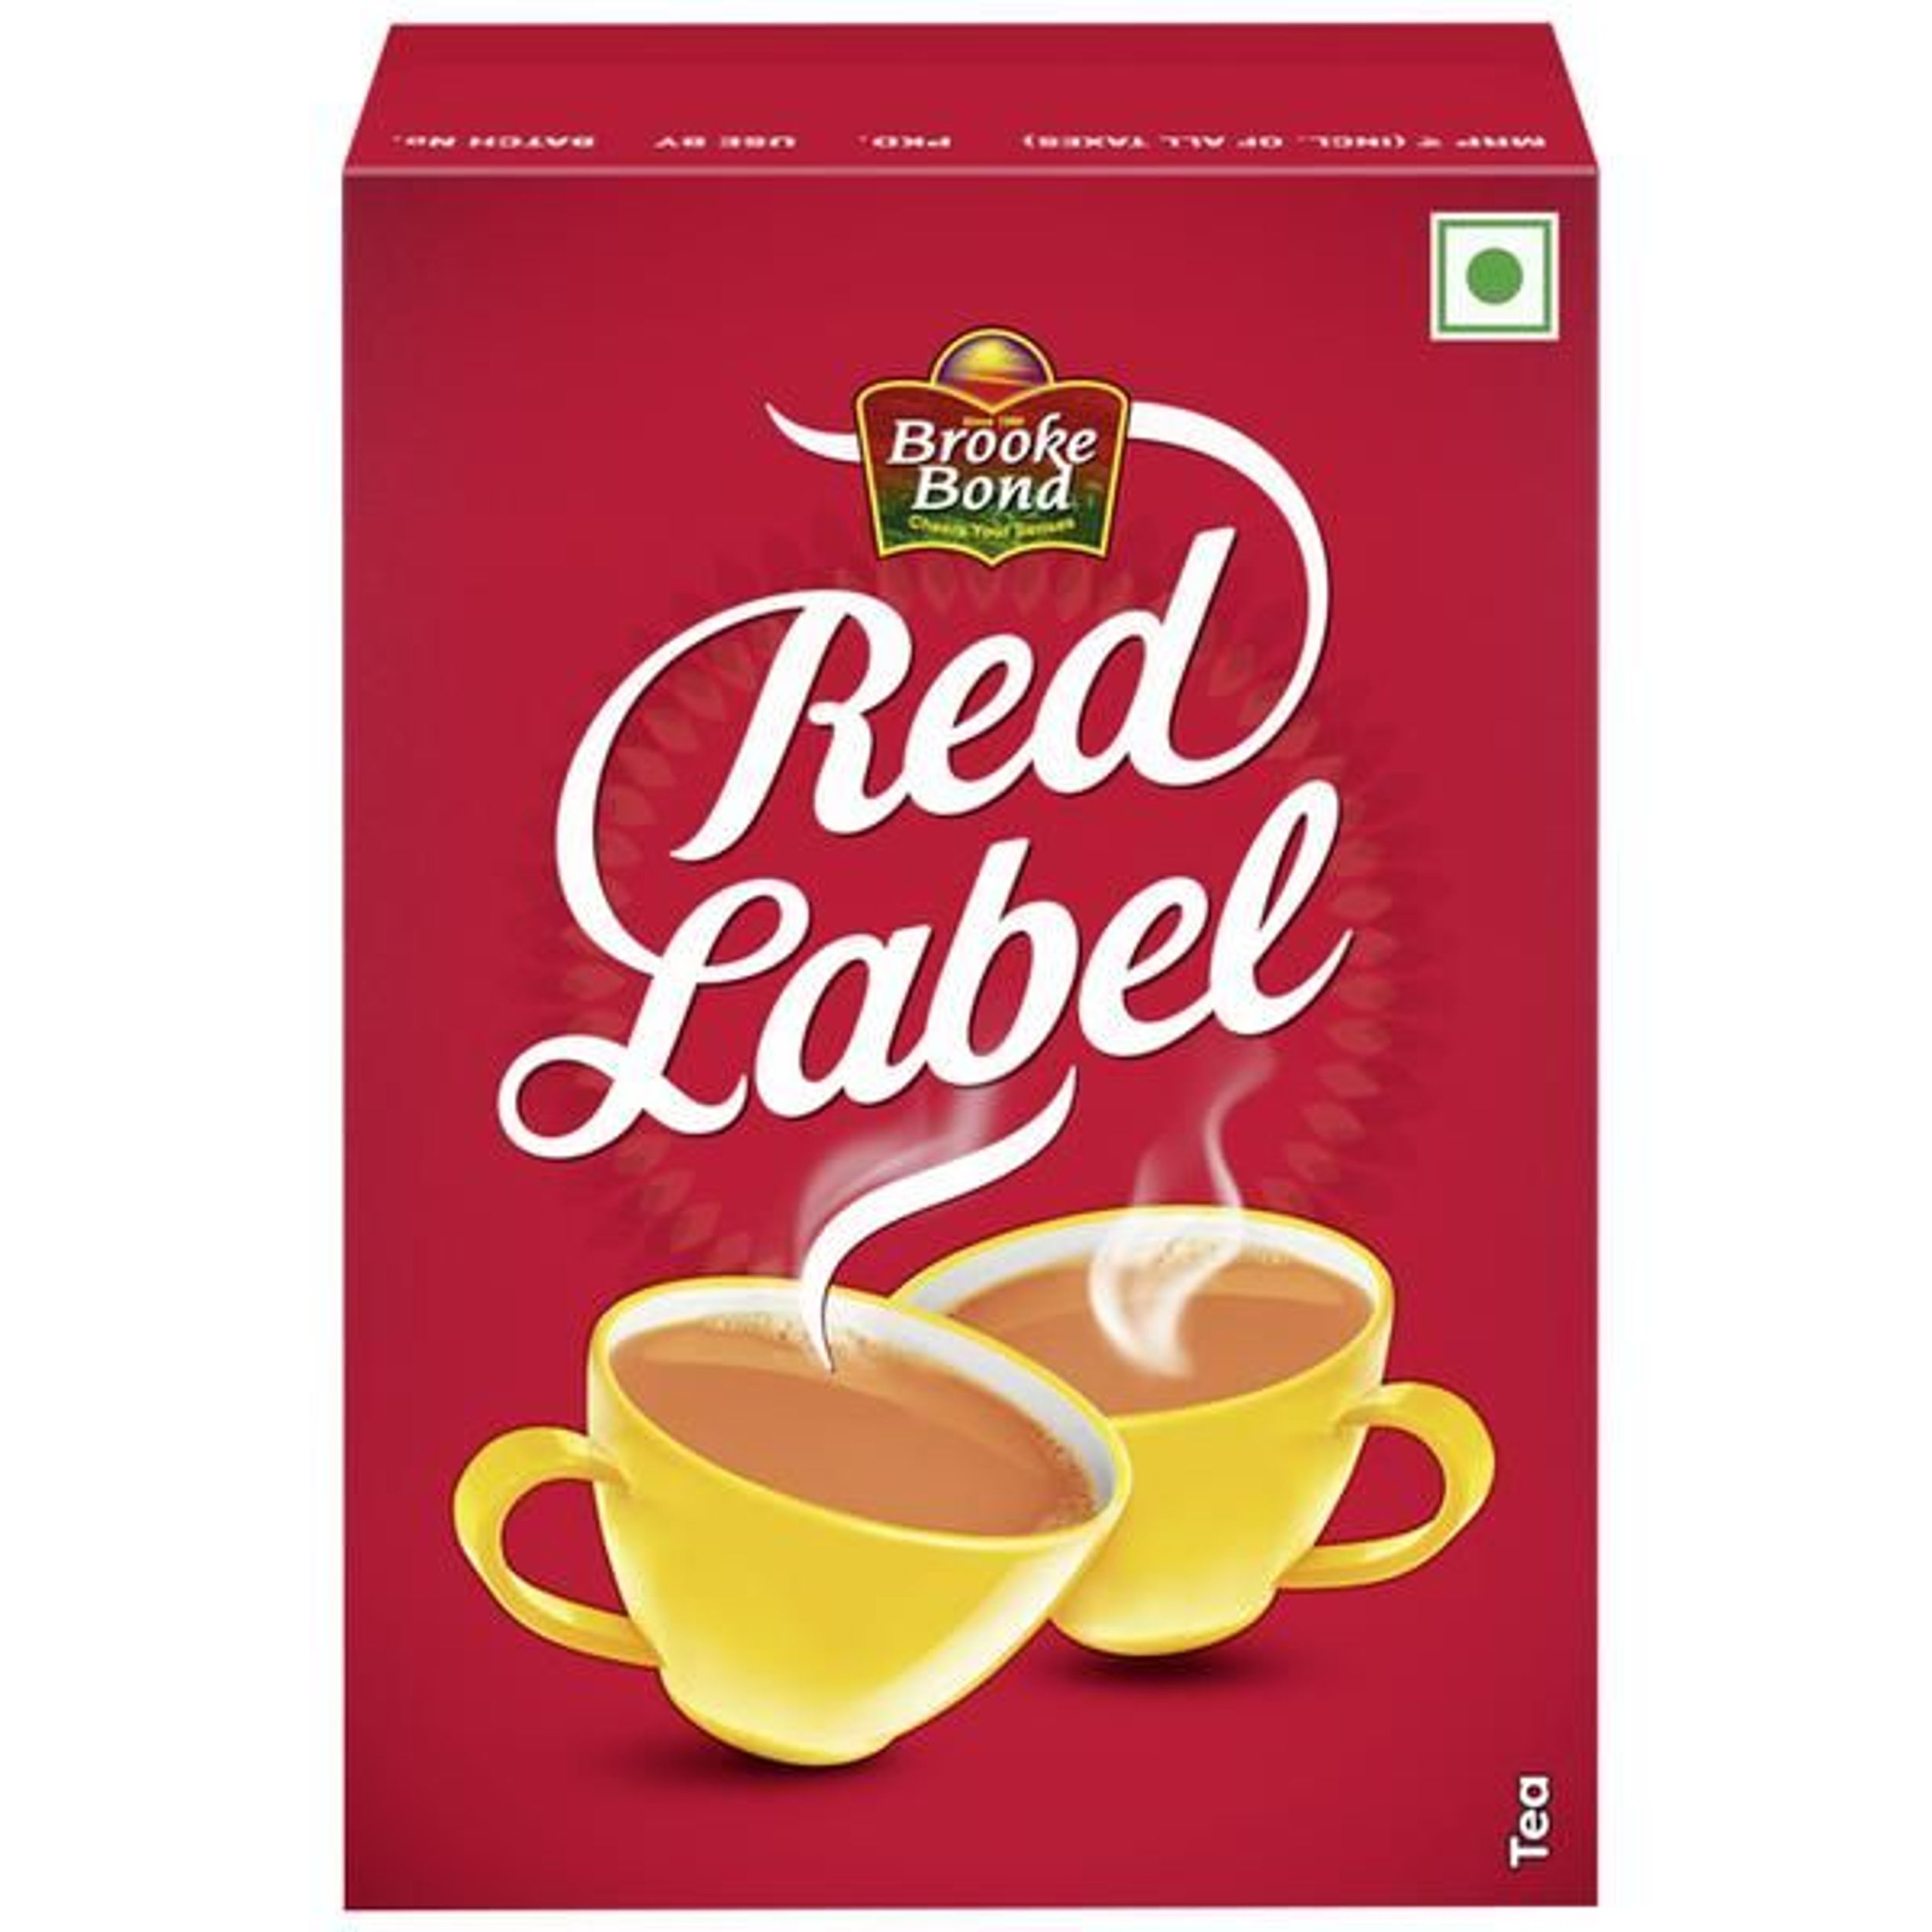 MRP ₹ (INCL. OF ALL TAXES) PKD. USE BY BATCH No.
Brooke
Bond
Red
Label
Tea